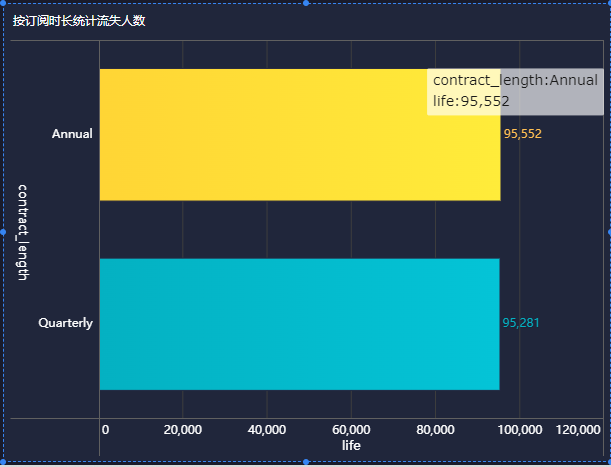 按订阅时长统计流失人数
contract_length:Annual
life:95,552
Annual
95,552
contract_length
Quarterly
95,281
0 20,000 40,000 60,000 80,000 100,000 120,000
life